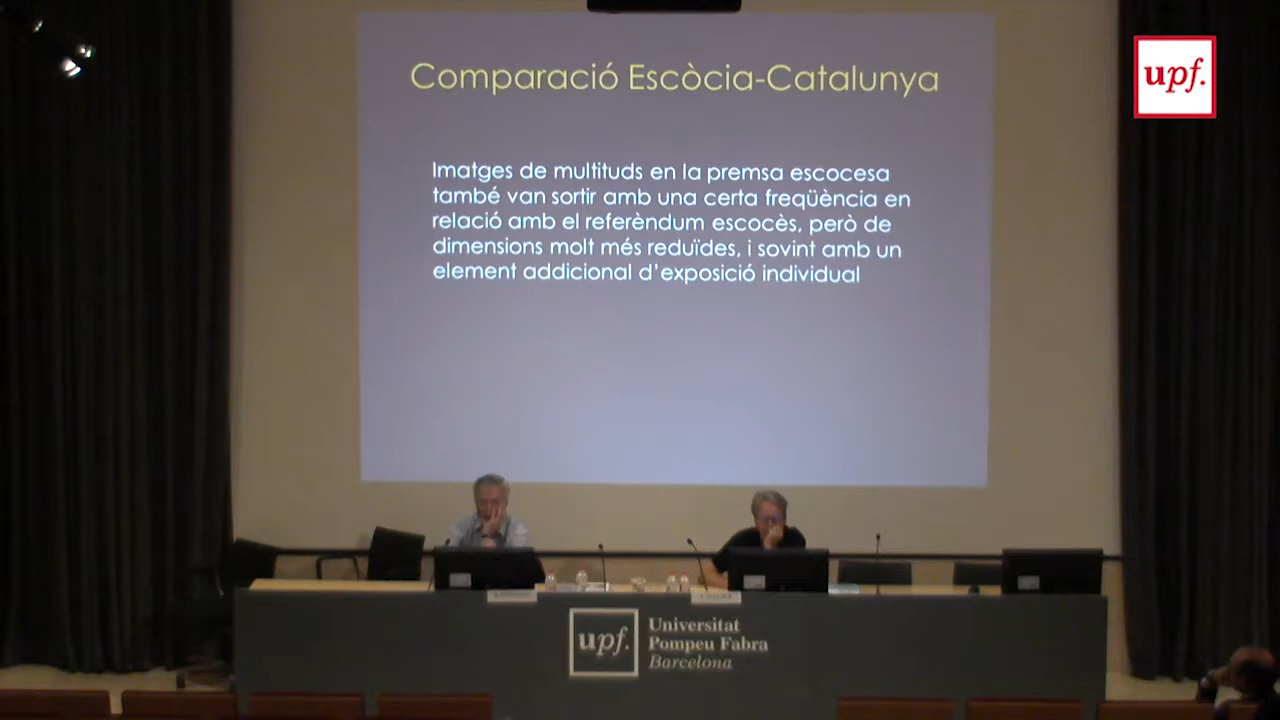 Comparació Escòcia-Catalunya
upf.
Imatges de multituds en la premsa escocesa
també van sortir amb una certa freqüència en
relació amb el referèndum escocès, però de
dimensions molt més reduïdes, i sovint amb un
element addicional d'exposició individual
upf.
Universitat
Pompeu Fabra
Barcelona